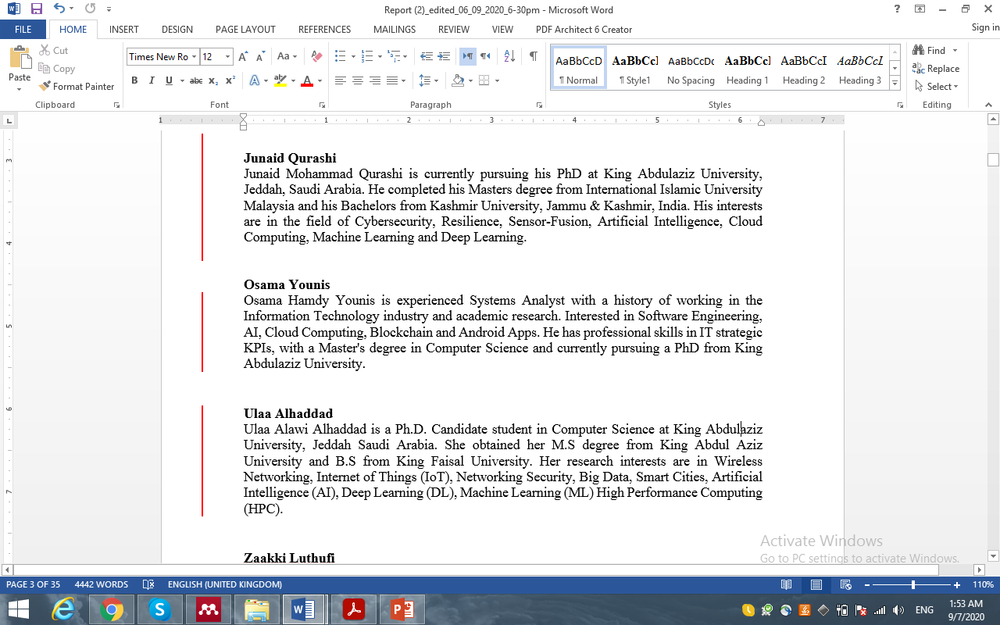 Report (2)_edited_06_09_2020_6-30pm - Microsoft Word
FILE HOME INSERT DESIGN PAGE LAYOUT REFERENCES MAILINGS REVIEW VIEW PDF Architect 6 Creator Sign in
Paste
Cut
Copy
Format Painter
Clipboard
Times New Ro 12
Font
Paragraph
AaBbCcD AaBbCcI AaBbCcDc AaBbCcI AaBbCcI AaBbCcL
¶ Normal ¶ Style1 No Spacing Heading 1 Heading 2 Heading 3
Styles
Find
Replace
Select
Editing
1 1 2 3 4 5 6 7
3
4
5
6
7
Junaid Qurashi
Junaid Mohammad Qurashi is currently pursuing his PhD at King Abdulaziz University,
Jeddah, Saudi Arabia. He completed his Masters degree from International Islamic University
Malaysia and his Bachelors from Kashmir University, Jammu & Kashmir, India. His interests
are in the field of Cybersecurity, Resilience, Sensor-Fusion, Artificial Intelligence, Cloud
Computing, Machine Learning and Deep Learning.
Osama Younis
Osama Hamdy Younis is experienced Systems Analyst with a history of working in the
Information Technology industry and academic research. Interested in Software Engineering,
AI, Cloud Computing, Blockchain and Android Apps. He has professional skills in IT strategic
KPIs, with a Master's degree in Computer Science and currently pursuing a PhD from King
Abdulaziz University.
Ulaa Alhaddad
Ulaa Alawi Alhaddad is a Ph.D. Candidate student in Computer Science at King Abdulaziz
University, Jeddah Saudi Arabia. She obtained her M.S degree from King Abdul Aziz
University and B.S from King Faisal University. Her research interests are in Wireless
Networking, Internet of Things (IoT), Networking Security, Big Data, Smart Cities, Artificial
Intelligence (AI), Deep Learning (DL), Machine Learning (ML) High Performance Computing
(HPC).
Zaakki Luthufi
Activate Windows
Go to PC settings to activate Windows.
PAGE 3 OF 35 4442 WORDS ENGLISH (UNITED KINGDOM) 110%
ENG
1:53 AM
9/7/2020